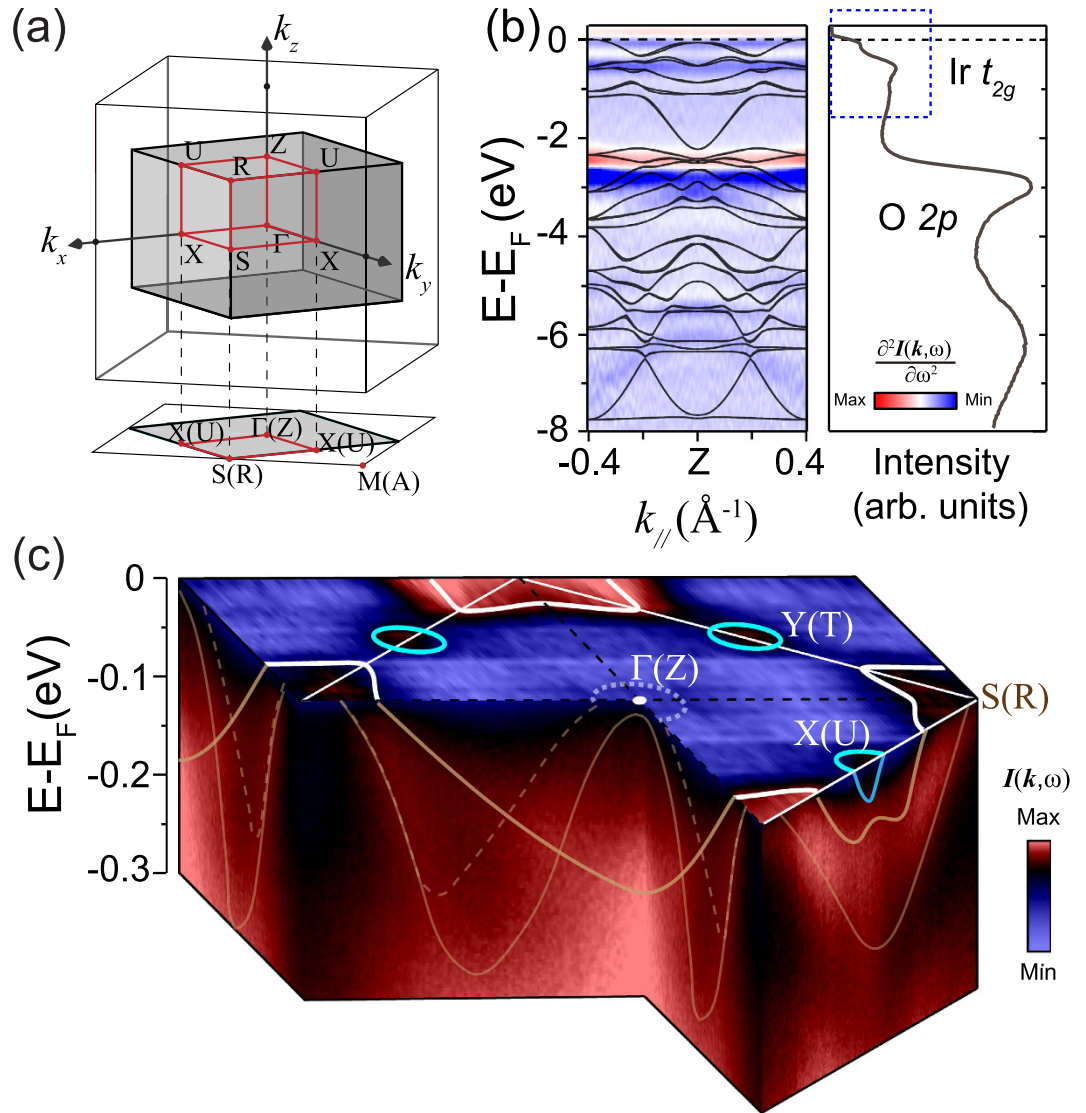 (a)
k_z
U
Z
R
U
k_x
X
S
Γ
X
k_y
X(U)
Γ(Z)
X(U)
S(R)
M(A)
(b)
E-E_F (eV)
0
-2
-4
-6
-8
-0.4
Z
0.4
k_// (Å⁻¹)
Ir t_2g
O 2p
∂²I(k,ω)
∂ω²
Max
Min
Intensity
(arb. units)
(c)
E-E_F (eV)
0
-0.1
-0.2
-0.3
Y(T)
Γ(Z)
S(R)
X(U)
I(k,ω)
Max
Min